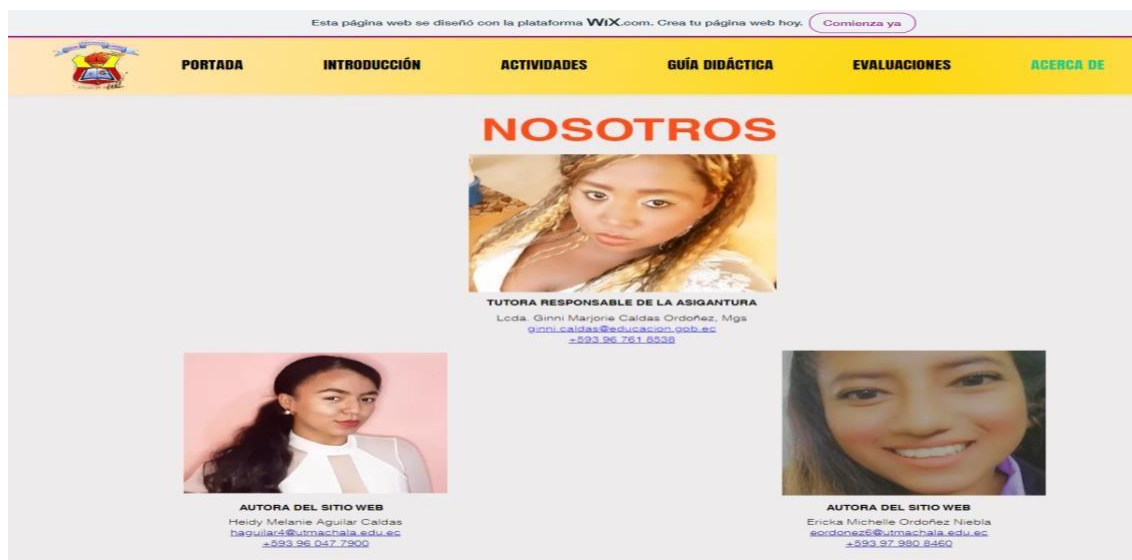 Esta página web se diseñó con la plataforma WiX.com. Crea tu página web hoy. Comienza ya
PORTADA INTRODUCCIÓN ACTIVIDADES GUÍA DIDÁCTICA EVALUACIONES ACERCA DE
NOSOTROS
TUTORA RESPONSABLE DE LA ASIGANTURA
Lcda. Ginni Marjorie Caldas Ordoñez, Mgs
ginni.caldas@educacion.gob.ec
+593 96 761 8538
AUTORA DEL SITIO WEB
Heidy Melanie Aguilar Caldas
haguilar4@utmachala.edu.ec
+593 96 047 7900
AUTORA DEL SITIO WEB
Ericka Michelle Ordoñez Niebla
eordonez6@utmachala.edu.ec
+593 97 980 8460